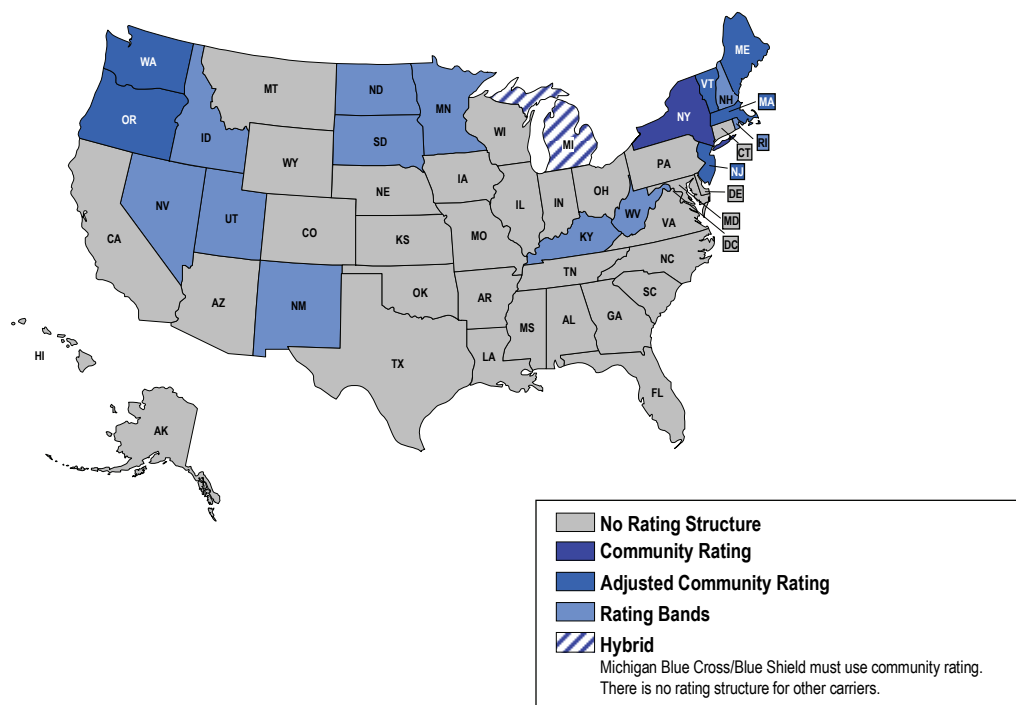 ME
WA
VT
MT
ND
NH
MA
MN
OR
NY
ID
SD
WI
RI
MI
CT
WY
PA
NJ
IA
NE
OH
DE
NV
IL
IN
UT
WV
MD
CO
VA
CA
KS
MO
KY
DC
NC
TN
OK
AZ
NM
AR
SC
MS
AL
GA
HI
LA
TX
FL
AK
No Rating Structure
Community Rating
Adjusted Community Rating
Rating Bands
Hybrid
Michigan Blue Cross/Blue Shield must use community rating.
There is no rating structure for other carriers.